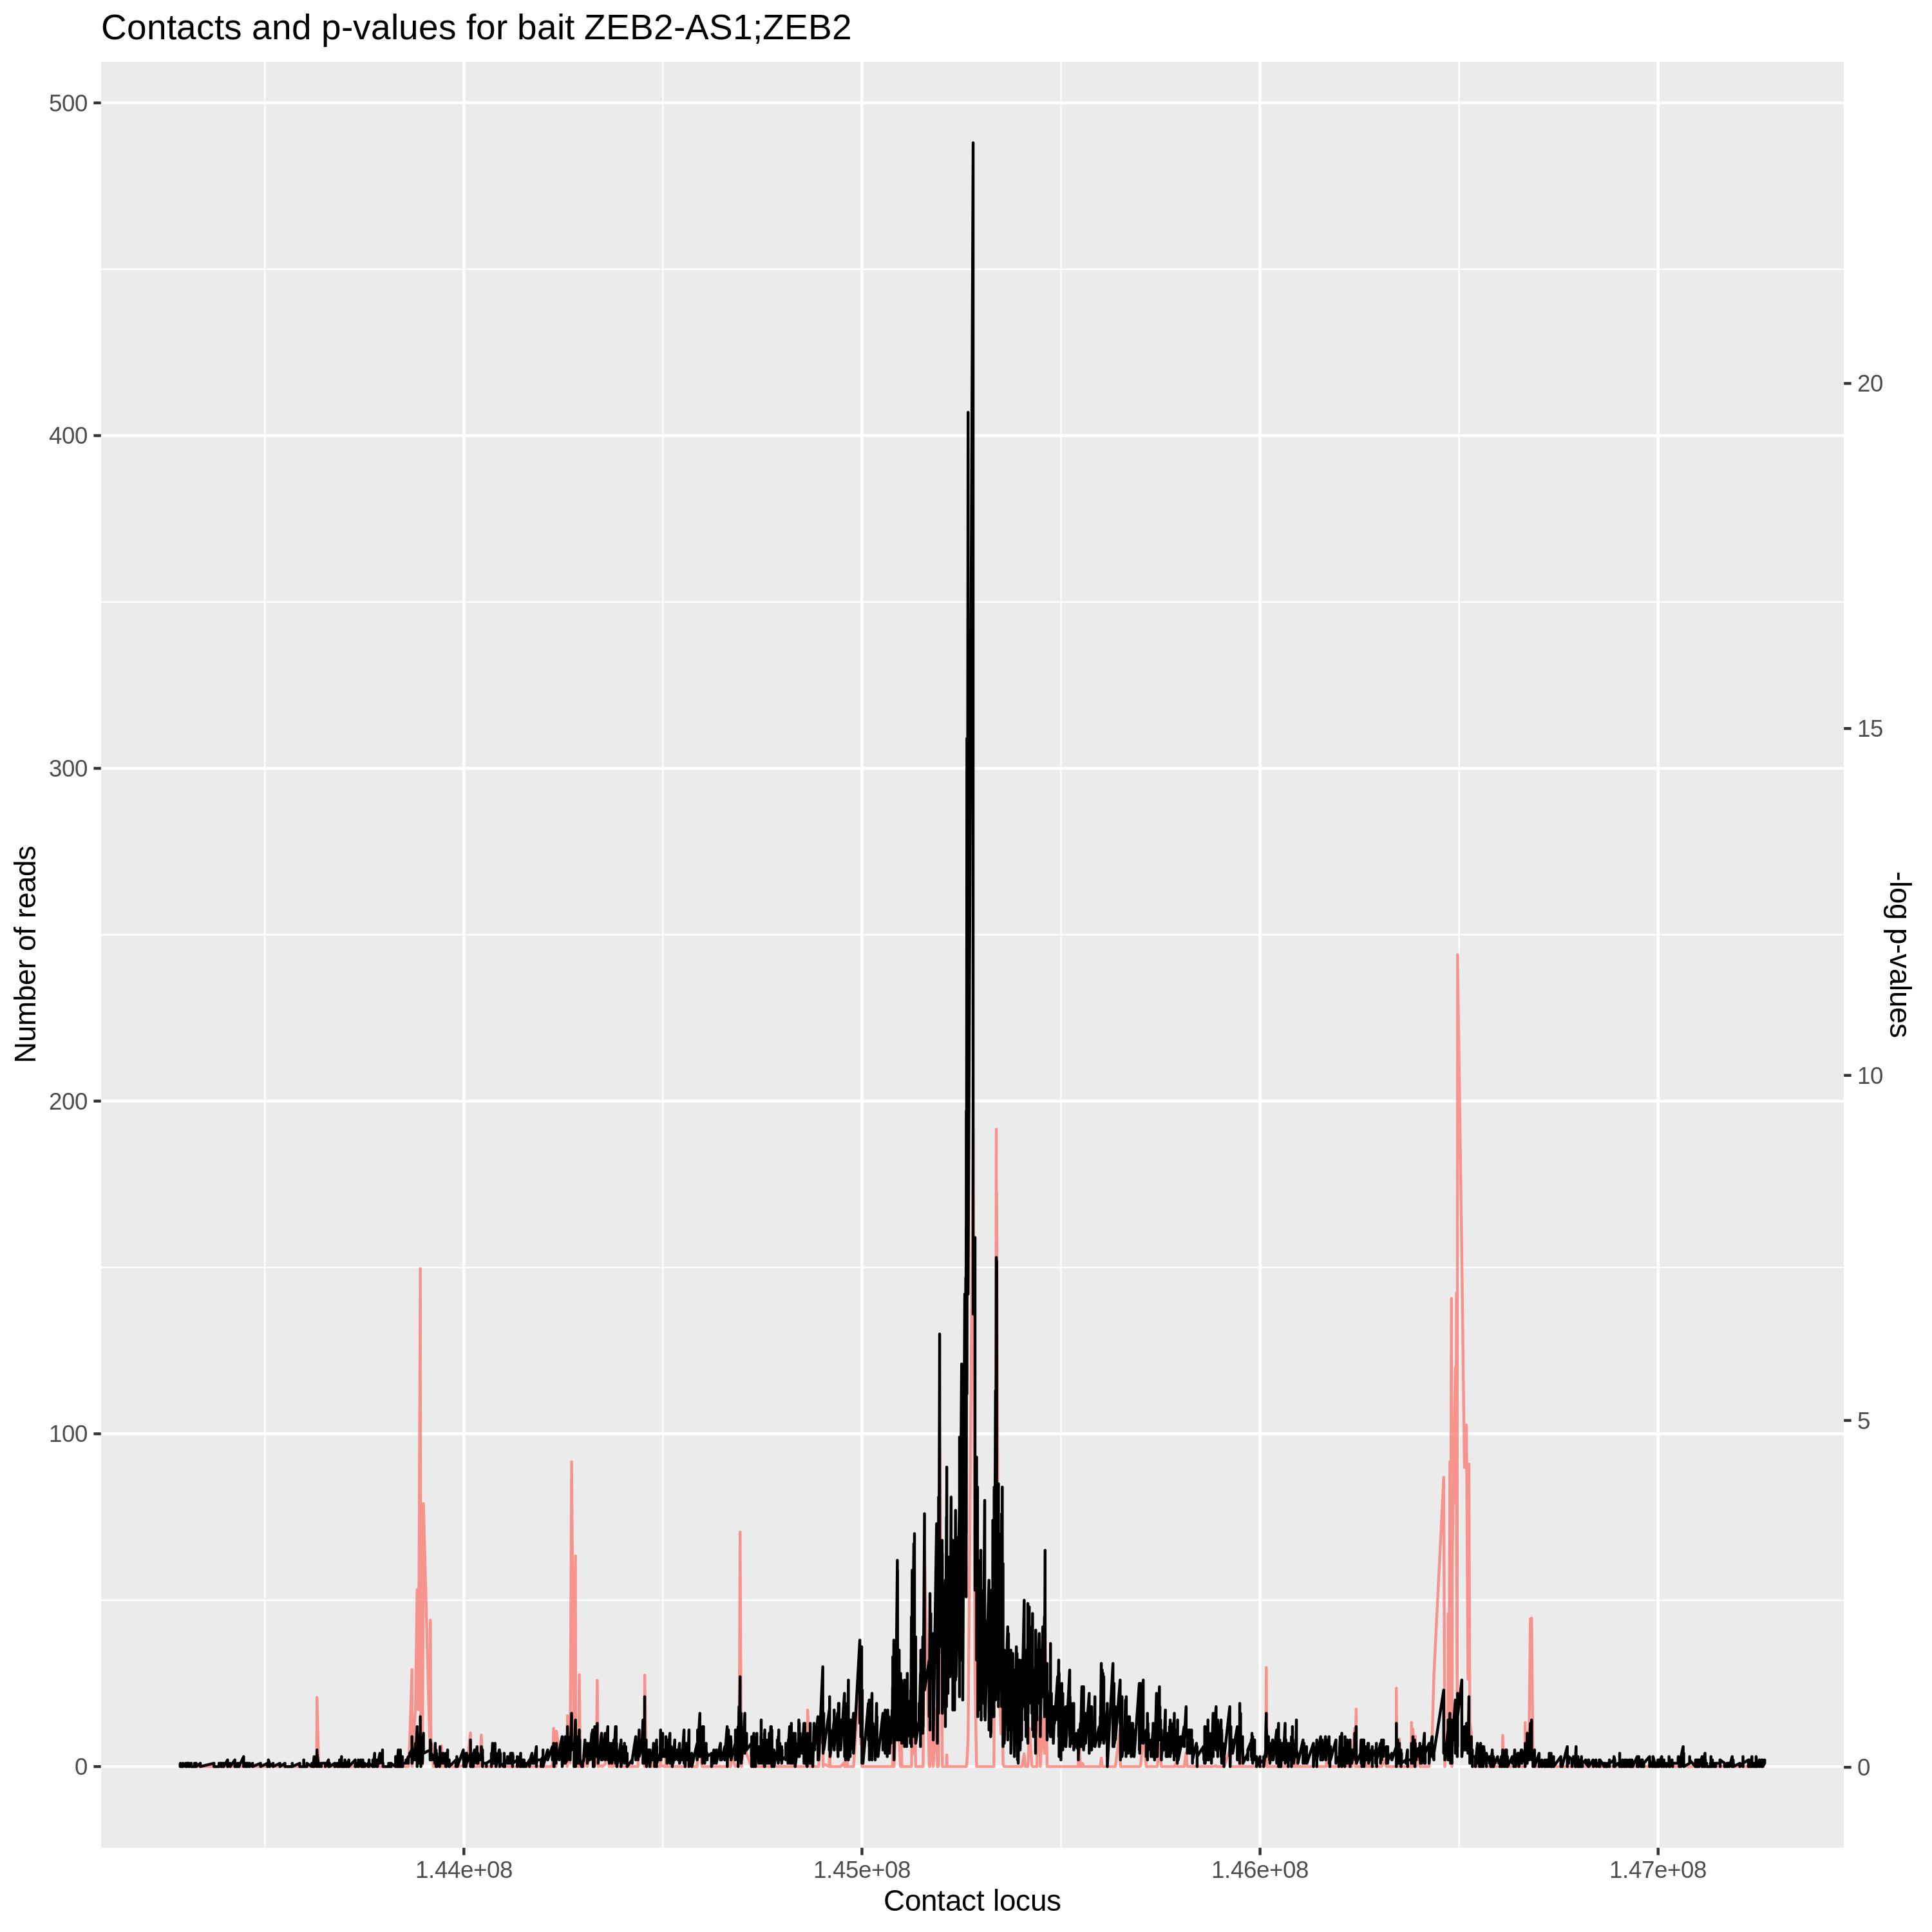 Contacts and p-values for bait ZEB2-AS1;ZEB2
500
400
300
200
100
0
Number of reads
20
15
10
5
0
-log p-values
1.44e+08
1.45e+08
1.46e+08
1.47e+08
Contact locus